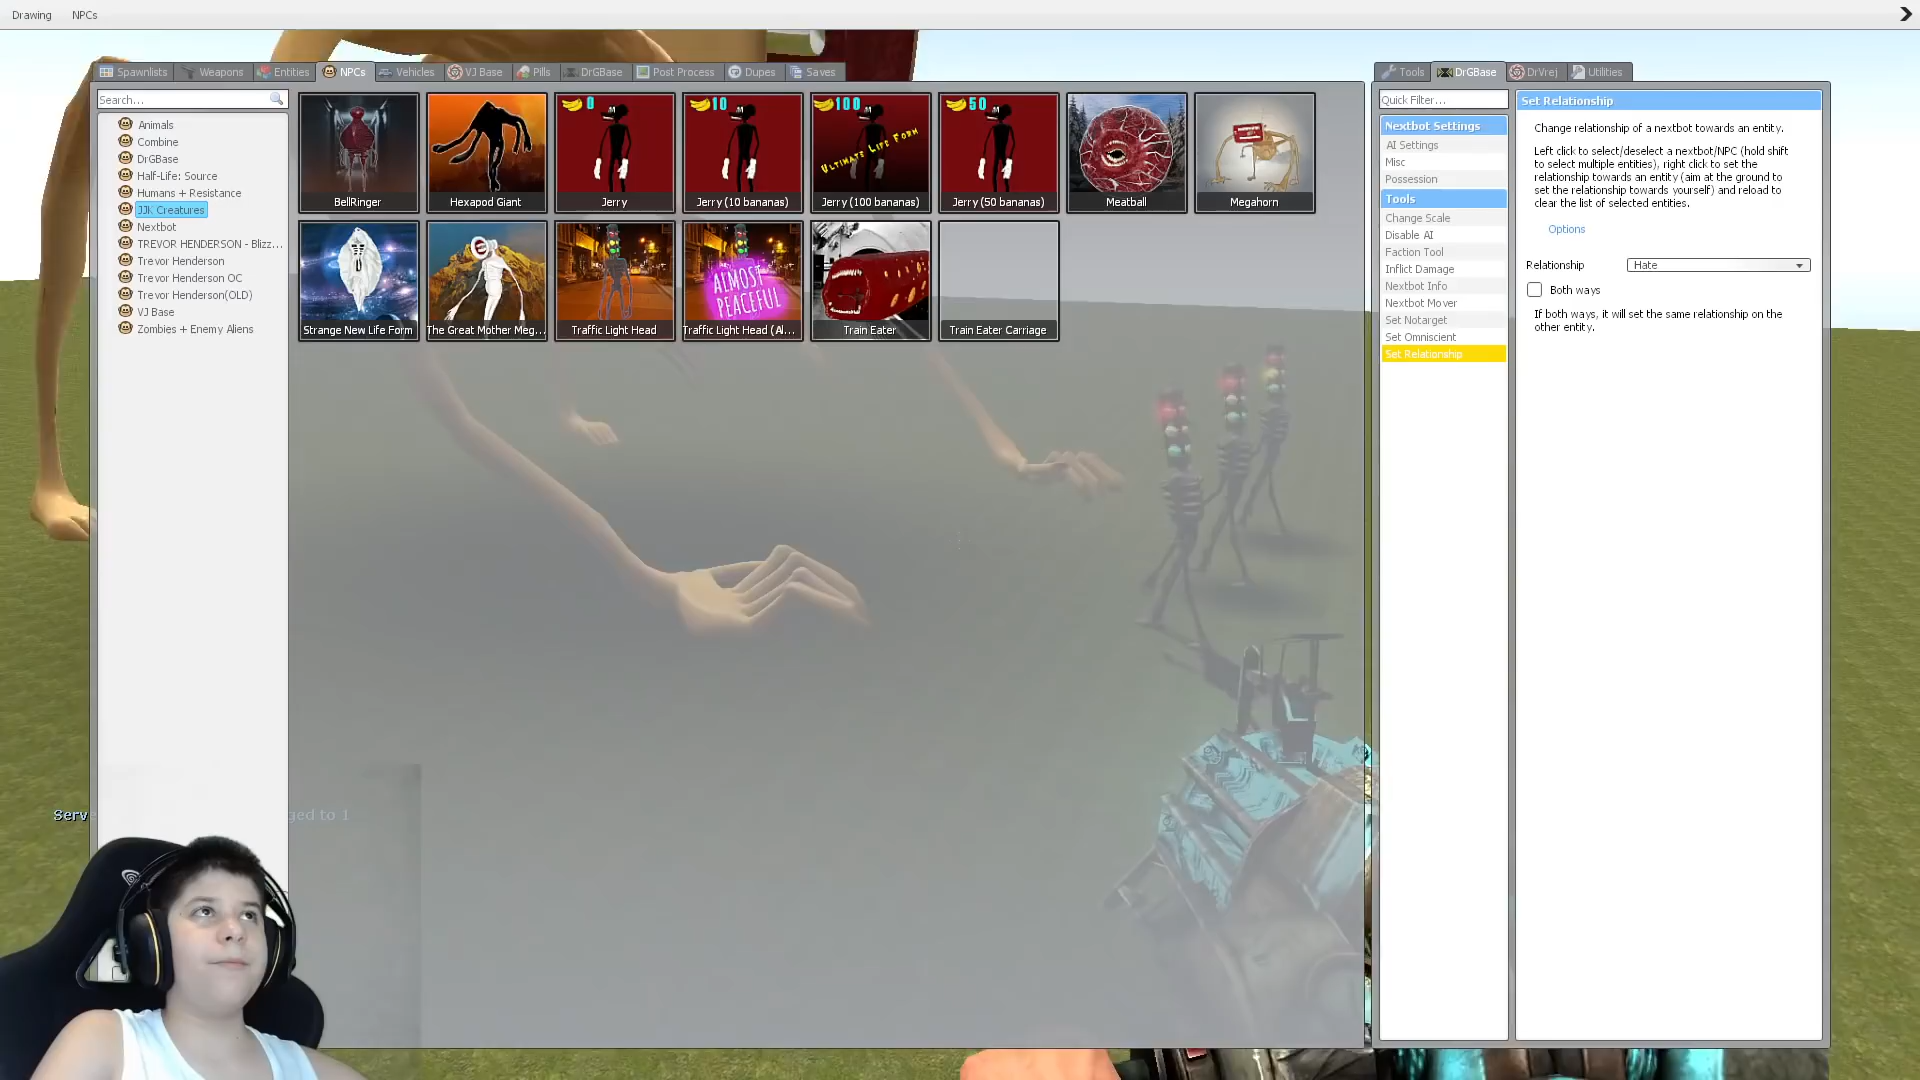 Drawing NPCs
Spawnlists Weapons Entities NPCs Vehicles VJ Base Pills DrGBase Post Process Dupes Saves
Search...
Animals
Combine
DrGBase
Half-Life: Source
Humans + Resistance
JJK Creatures
Nextbot
TREVOR HENDERSON - Blizz...
Trevor Henderson
Trevor Henderson OC
Trevor Henderson(OLD)
VJ Base
Zombies + Enemy Aliens
BellRinger
Hexapod Giant
0
Jerry
10
Jerry (10 bananas)
100
ULTIMATE LIFE FORM
Jerry (100 bananas)
50
Jerry (50 bananas)
Meatball
Megahorn
Strange New Life Form
The Great Mother Meg...
Traffic Light Head
ALMOST
PEACEFUL
Traffic Light Head (Al...
Train Eater
Train Eater Carriage
Serv
ged to 1
Tools DrGBase DrVrej Utilities
Quick Filter...
Nextbot Settings
AI Settings
Misc
Possession
Tools
Change Scale
Disable AI
Faction Tool
Inflict Damage
Nextbot Info
Nextbot Mover
Set Notarget
Set Omniscient
Set Relationship
Set Relationship
Change relationship of a nextbot towards an entity.
Left click to select/deselect a nextbot/NPC (hold shift
to select multiple entities), right click to set the
relationship towards an entity (aim at the ground to
set the relationship towards yourself) and reload to
clear the list of selected entities.
Options
Relationship Hate
Both ways
If both ways, it will set the same relationship on the
other entity.